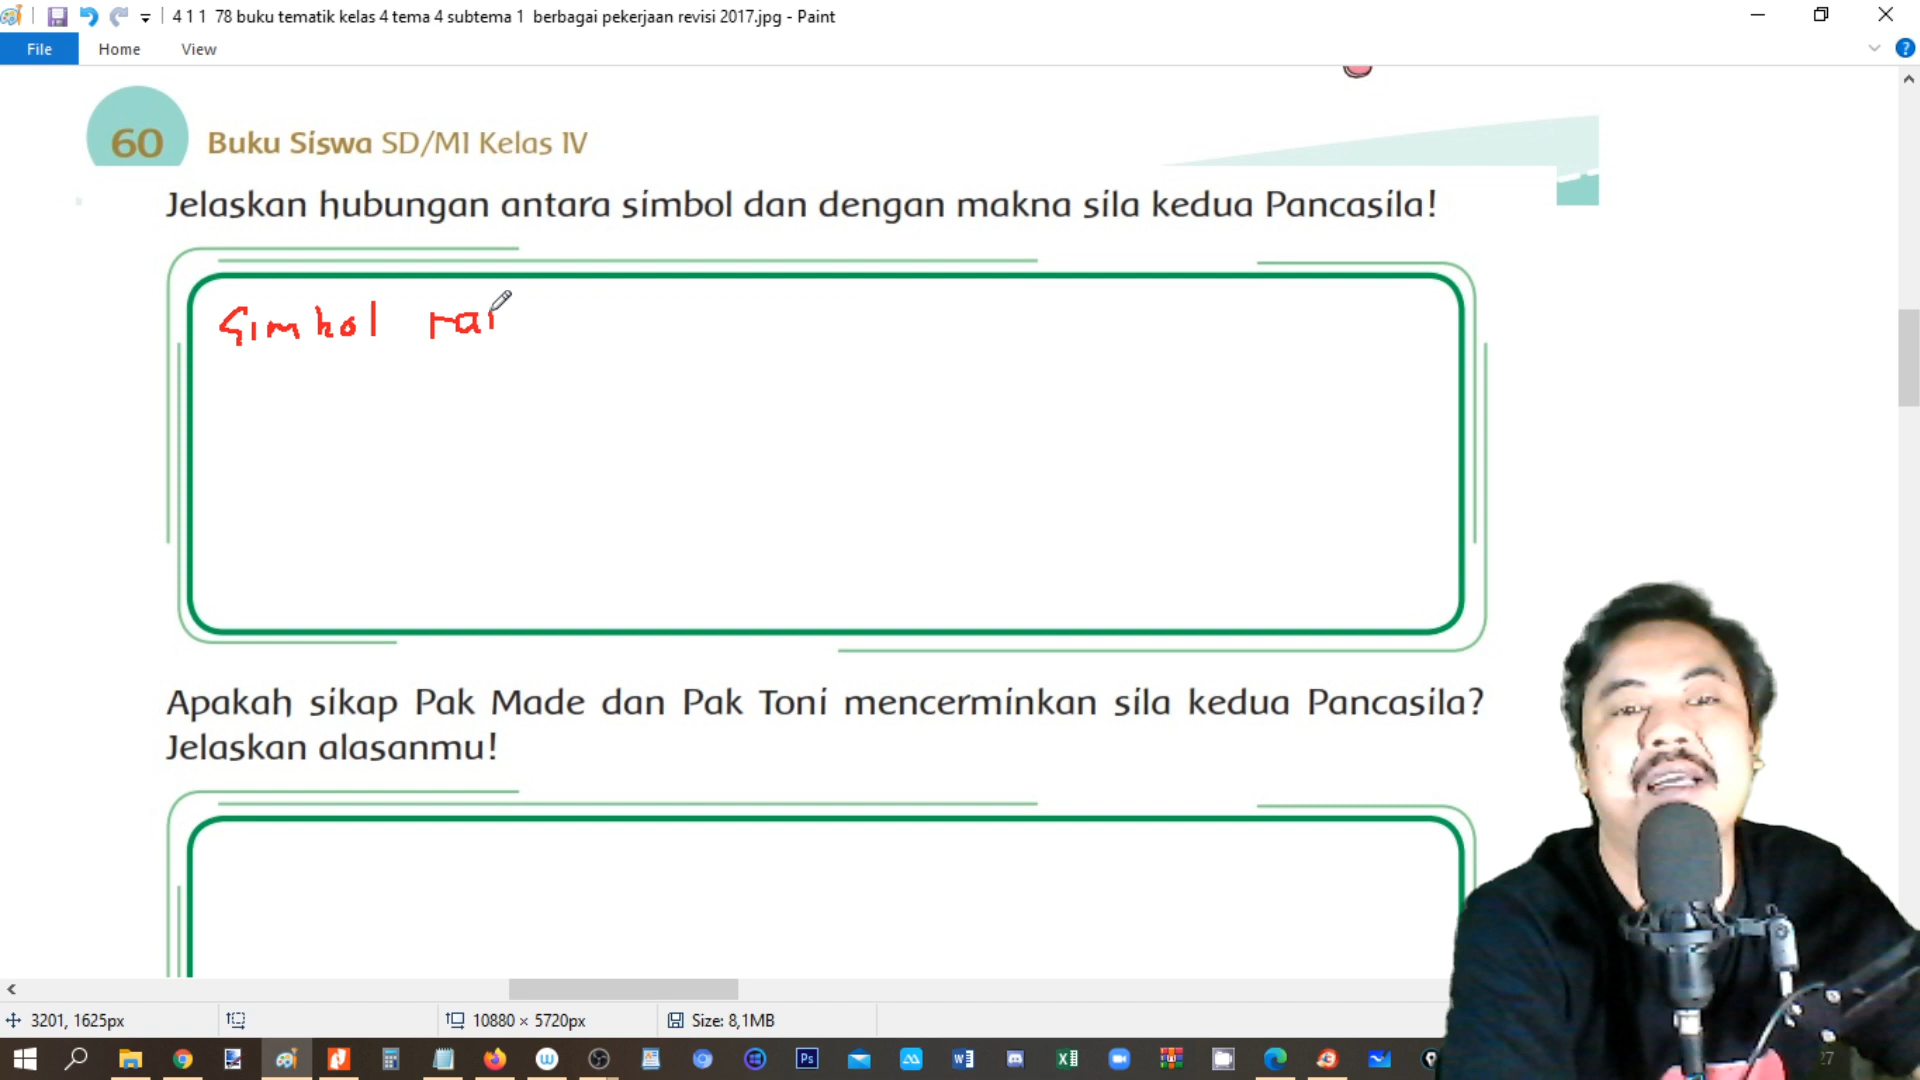 4 1 1 78 buku tematik kelas 4 tema 4 subtema 1 berbagai pekerjaan revisi 2017.jpg - Paint
File Home View
60 Buku Siswa SD/MI Kelas IV
Jelaskan hubungan antara simbol dan dengan makna sila kedua Pancasila!
Simbol rai
Apakah sikap Pak Made dan Pak Toni mencerminkan sila kedua Pancasila?
Jelaskan alasanmu!
3201, 1625px 10880 × 5720px Size: 8,1MB
Ps
27